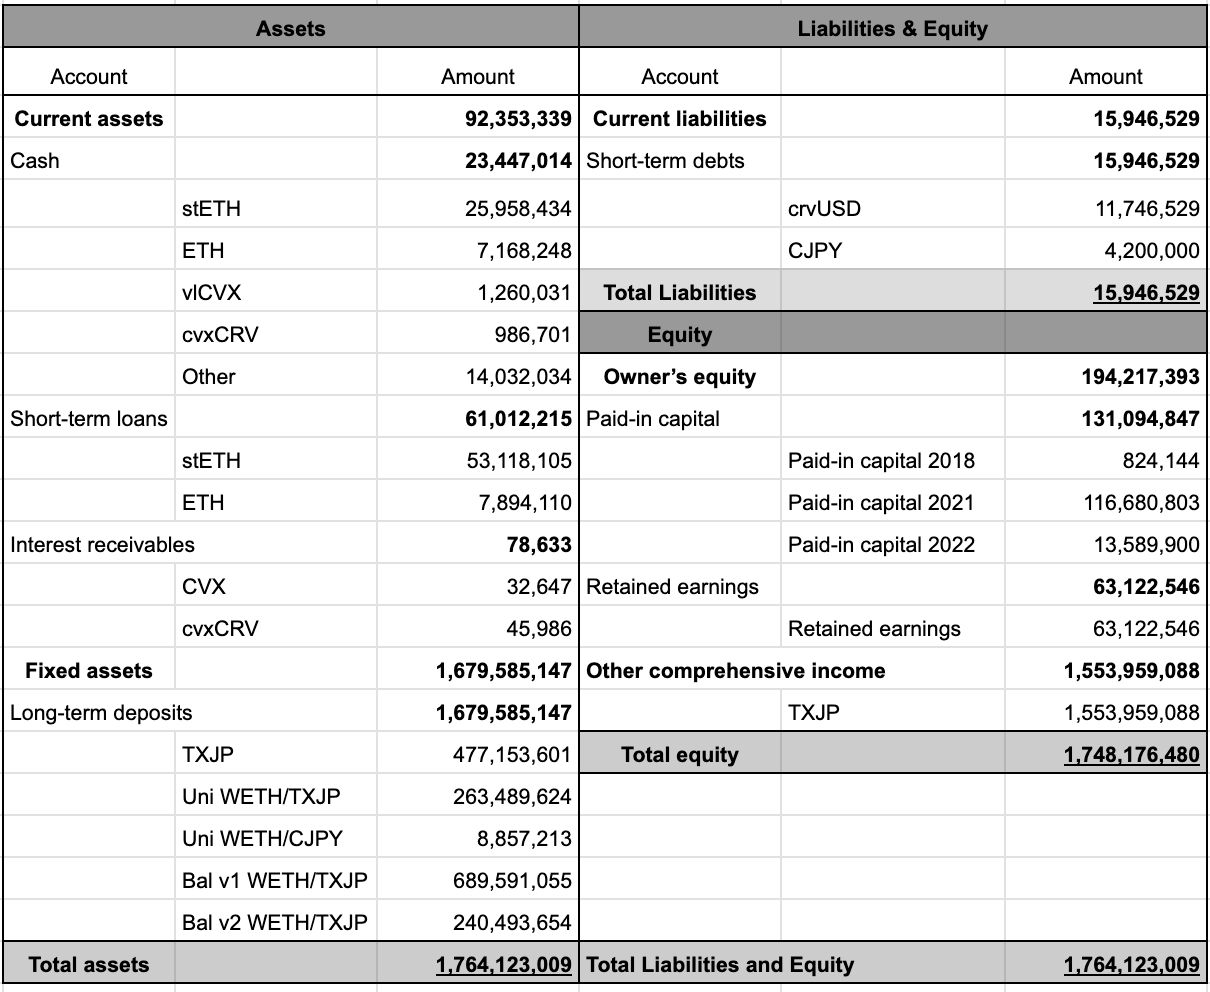 Assets Liabilities & Equity
Account Amount Account Amount
Current assets 92,353,339 Current liabilities 15,946,529
Cash 23,447,014 Short-term debts 15,946,529
stETH 25,958,434 crvUSD 11,746,529
ETH 7,168,248 CJPY 4,200,000
vlCVX 1,260,031 Total Liabilities 15,946,529
cvxCRV 986,701 Equity
Other 14,032,034 Owner’s equity 194,217,393
Short-term loans 61,012,215 Paid-in capital 131,094,847
stETH 53,118,105 Paid-in capital 2018 824,144
ETH 7,894,110 Paid-in capital 2021 116,680,803
Interest receivables 78,633 Paid-in capital 2022 13,589,900
CVX 32,647 Retained earnings 63,122,546
cvxCRV 45,986 Retained earnings 63,122,546
Fixed assets 1,679,585,147 Other comprehensive income 1,553,959,088
Long-term deposits 1,679,585,147 TXJP 1,553,959,088
TXJP 477,153,601 Total equity 1,748,176,480
Uni WETH/TXJP 263,489,624
Uni WETH/CJPY 8,857,213
Bal v1 WETH/TXJP 689,591,055
Bal v2 WETH/TXJP 240,493,654
Total assets 1,764,123,009 Total Liabilities and Equity 1,764,123,009